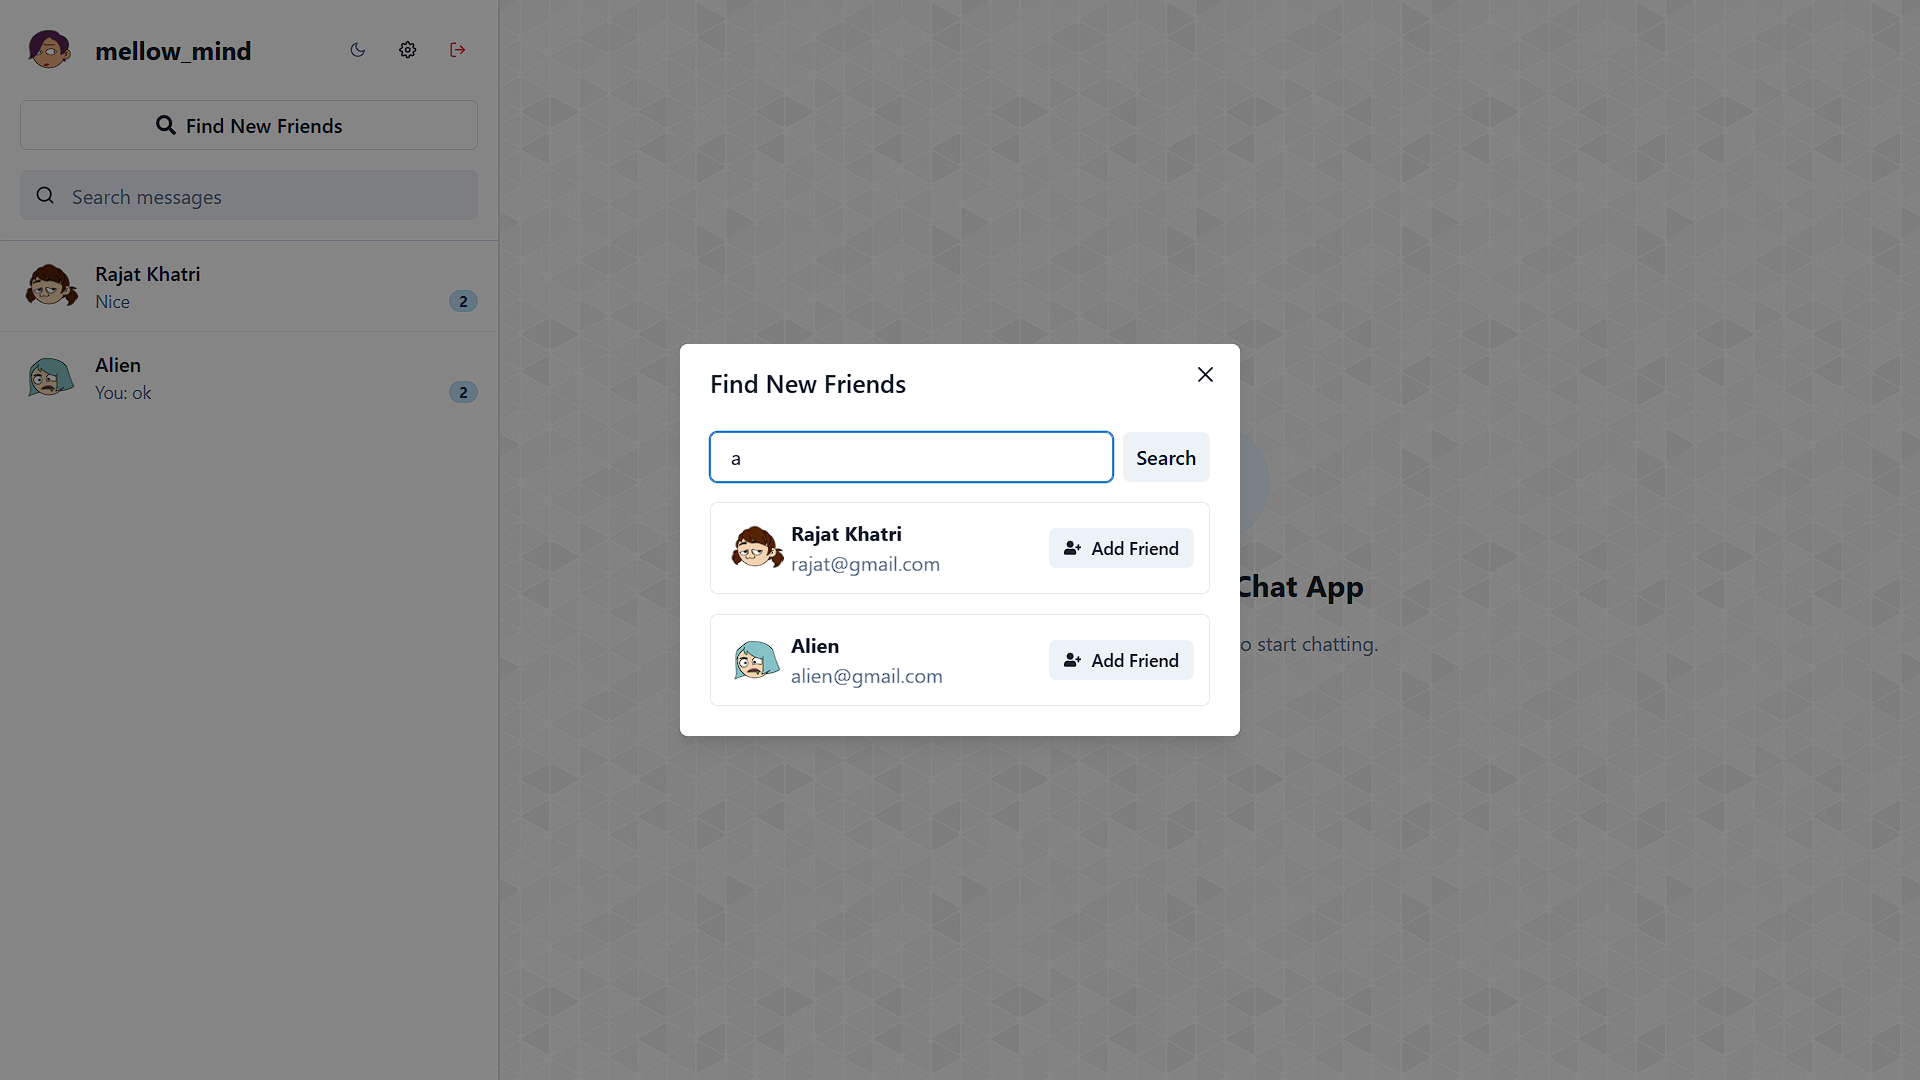 mellow_mind
Find New Friends
Search messages
Rajat Khatri
Nice
2
Alien
You: ok
2
Find New Friends
a
Search
Rajat Khatri
rajat@gmail.com
Add Friend
Alien
alien@gmail.com
Add Friend
Chat App
o start chatting.